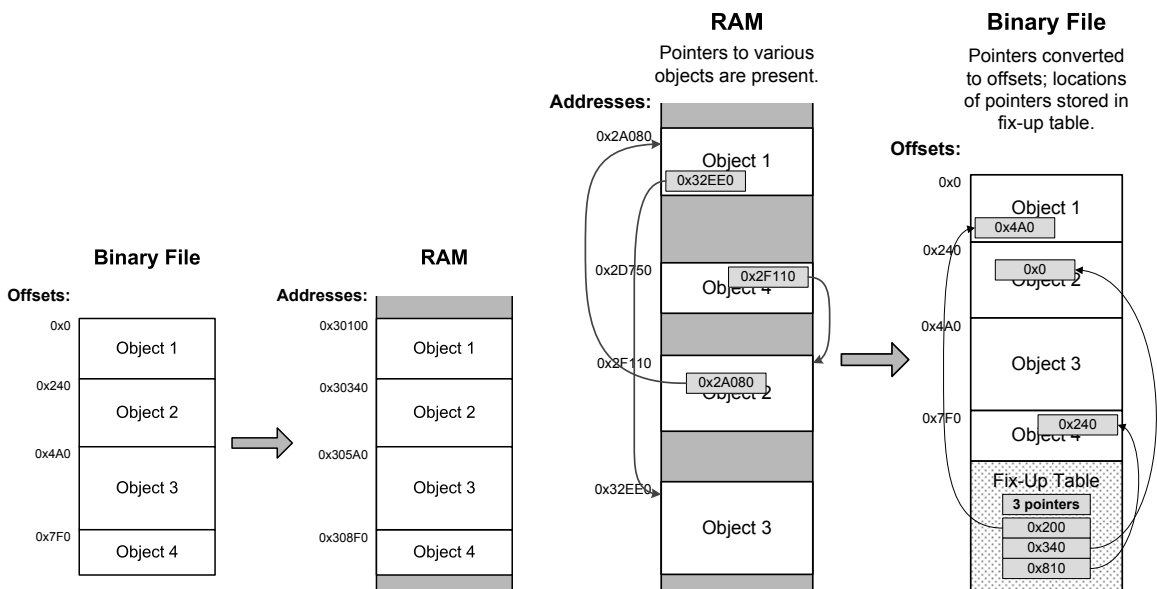 Binary File
Offsets:
0x0
Object 1
0x240
Object 2
0x4A0
Object 3
0x7F0
Object 4
RAM
Addresses:
0x30100
Object 1
0x30340
Object 2
0x305A0
Object 3
0x308F0
Object 4
RAM
Pointers to various
objects are present.
Addresses:
0x2A080
Object 1
0x32EE0
0x2D750
0x2F110
Object 4
0x2F110
0x2A080
Object 2
0x32EE0
Object 3
Binary File
Pointers converted
to offsets; locations
of pointers stored in
fix-up table.
Offsets:
0x0
Object 1
0x4A0
0x240
0x0
Object 2
0x4A0
Object 3
0x7F0
0x240
Object 4
Fix-Up Table
3 pointers
0x200
0x340
0x810